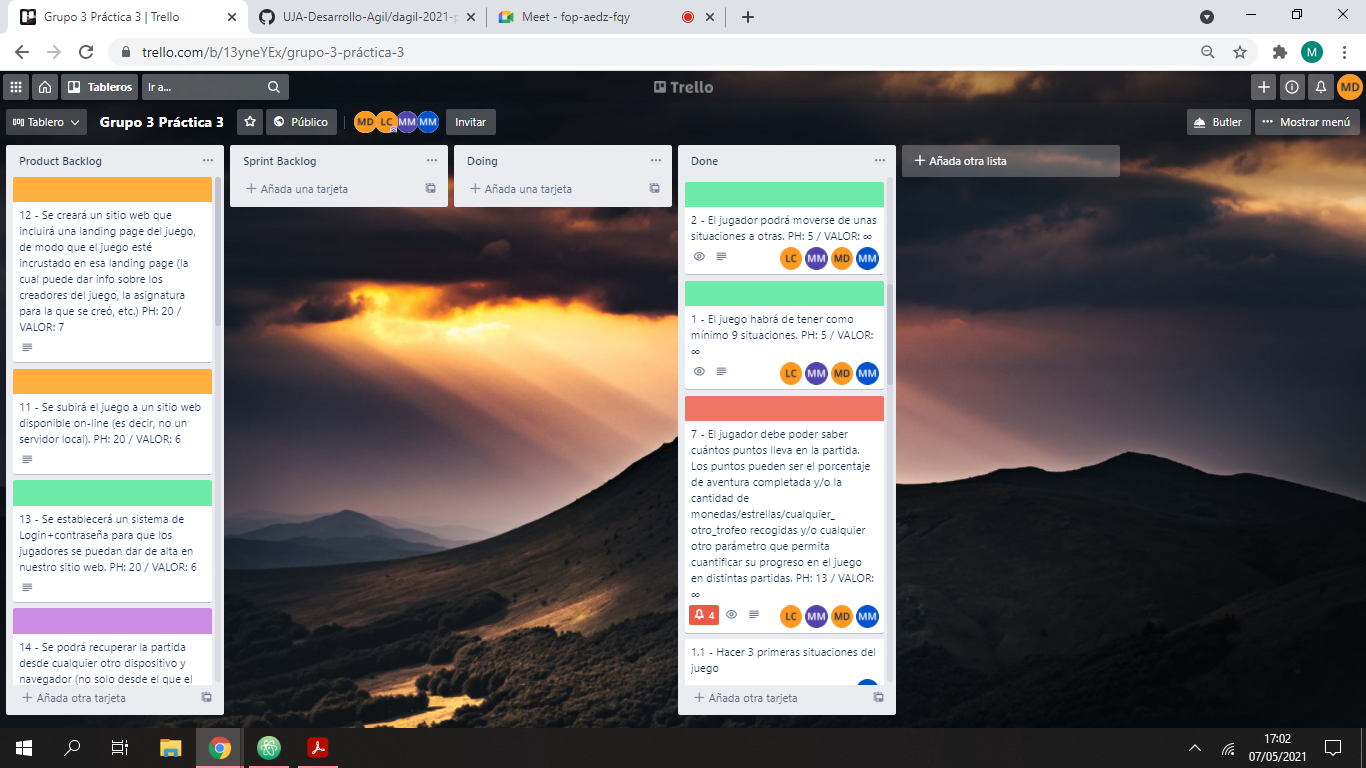 Grupo 3 Práctica 3 | Trello
UJA-Desarrollo-Agil/dagil-2021-
Meet - fop-aedz-fqy
trello.com/b/13yneYEx/grupo-3-práctica-3
M
Tableros
Ir a...
Trello
MD
Tablero
Grupo 3 Práctica 3
Público
MD LC MM MM
Invitar
Butler
Mostrar menú
Product Backlog
12 - Se creará un sitio web que
incluirá una landing page del juego,
de modo que el juego esté
incrustado en esa landing page (la
cual puede dar info sobre los
creadores del juego, la asignatura
para la que se creó, etc.) PH: 20 /
VALOR: 7
11 - Se subirá el juego a un sitio web
disponible on-line (es decir, no un
servidor local). PH: 20 / VALOR: 6
13 - Se establecerá un sistema de
Login+contraseña para que los
jugadores se puedan dar de alta en
nuestro sitio web. PH: 20 / VALOR: 6
14 - Se podrá recuperar la partida
desde cualquier otro dispositivo y
navegador (no solo desde el que el
Añada otra tarjeta
Sprint Backlog
Añada una tarjeta
Doing
Añada una tarjeta
Done
2 - El jugador podrá moverse de unas
situaciones a otras. PH: 5 / VALOR: ∞
LC MM MD MM
1 - El juego habrá de tener como
mínimo 9 situaciones. PH: 5 / VALOR:
∞
LC MM MD MM
7 - El jugador debe poder saber
cuántos puntos lleva en la partida.
Los puntos pueden ser el porcentaje
de aventura completada y/o la
cantidad de
monedas/estrellas/cualquier_
otro_trofeo recogidas y/o cualquier
otro parámetro que permita
cuantificar su progreso en el juego
en distintas partidas. PH: 13 / VALOR:
∞
4
LC MM MD MM
1.1 - Hacer 3 primeras situaciones del
juego
Añada otra tarjeta
Añada otra lista
17:02
07/05/2021